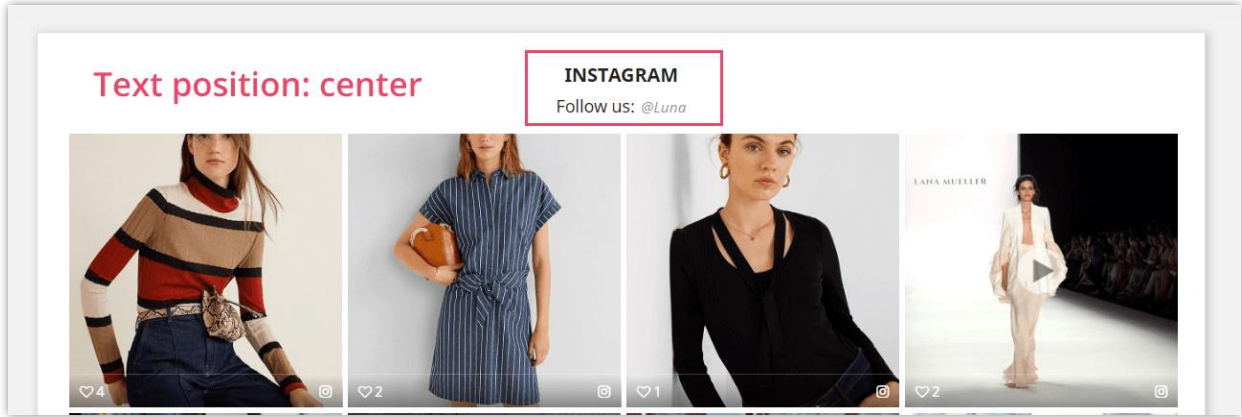 Text position: center
INSTAGRAM
Follow us: @Luna
LANA MUELLER
4
2
1
2